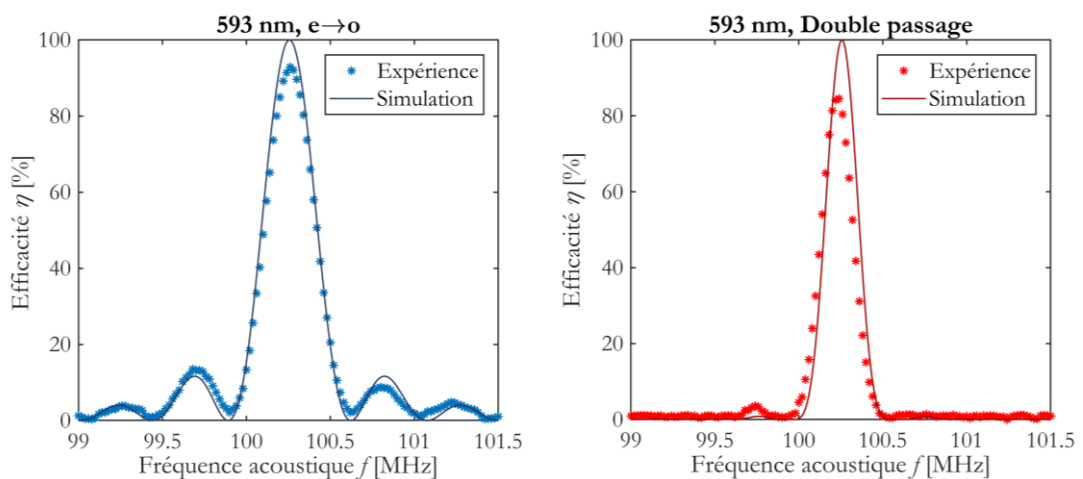 593 nm, e→o
Efficacité η [%]
100
80
60
40
20
0
Expérience
Simulation
99
99.5
100
100.5
101
101.5
Fréquence acoustique f [MHz]
593 nm, Double passage
Efficacité η [%]
100
80
60
40
20
0
Expérience
Simulation
99
99.5
100
100.5
101
101.5
Fréquence acoustique f [MHz]